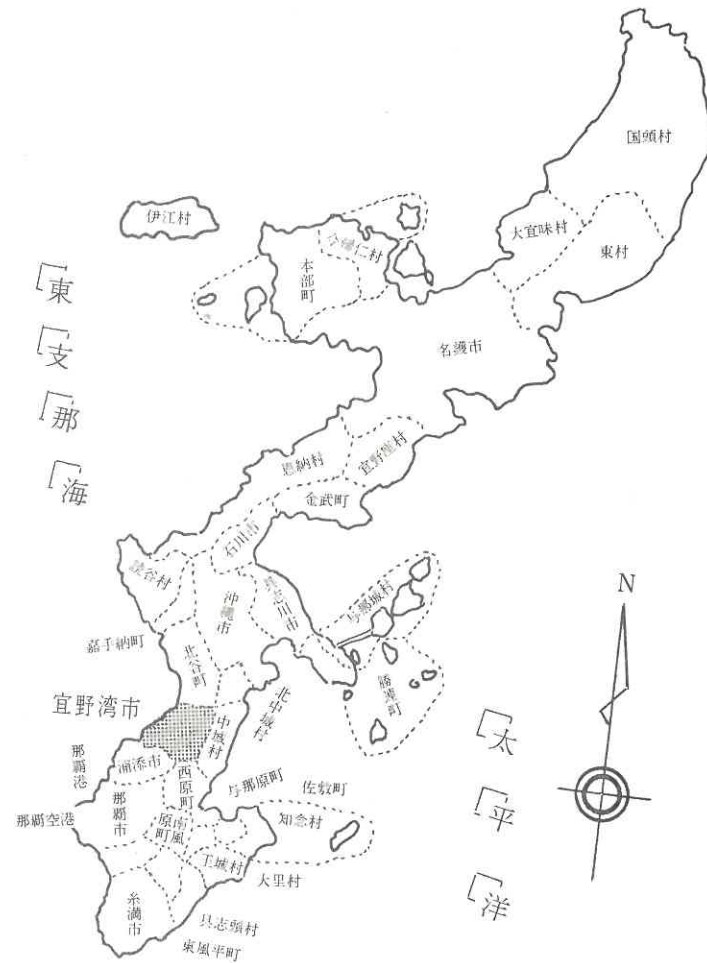 国頭村
伊江村
大宜味村
今帰仁村
東村
本部町
東支那海
名護市
恩納村
宜野座村
金武町
石川市
読谷村
具志川市
与那城村
沖縄市
嘉手納町
北谷町
勝連町
N
宜野湾市
北中城村
中城村
太平洋
浦添市
那覇港
西原町
与那原町
佐敷町
那覇空港
那覇市
南風原町
知念村
玉城村
大里村
糸満市
具志頭村
東風平町